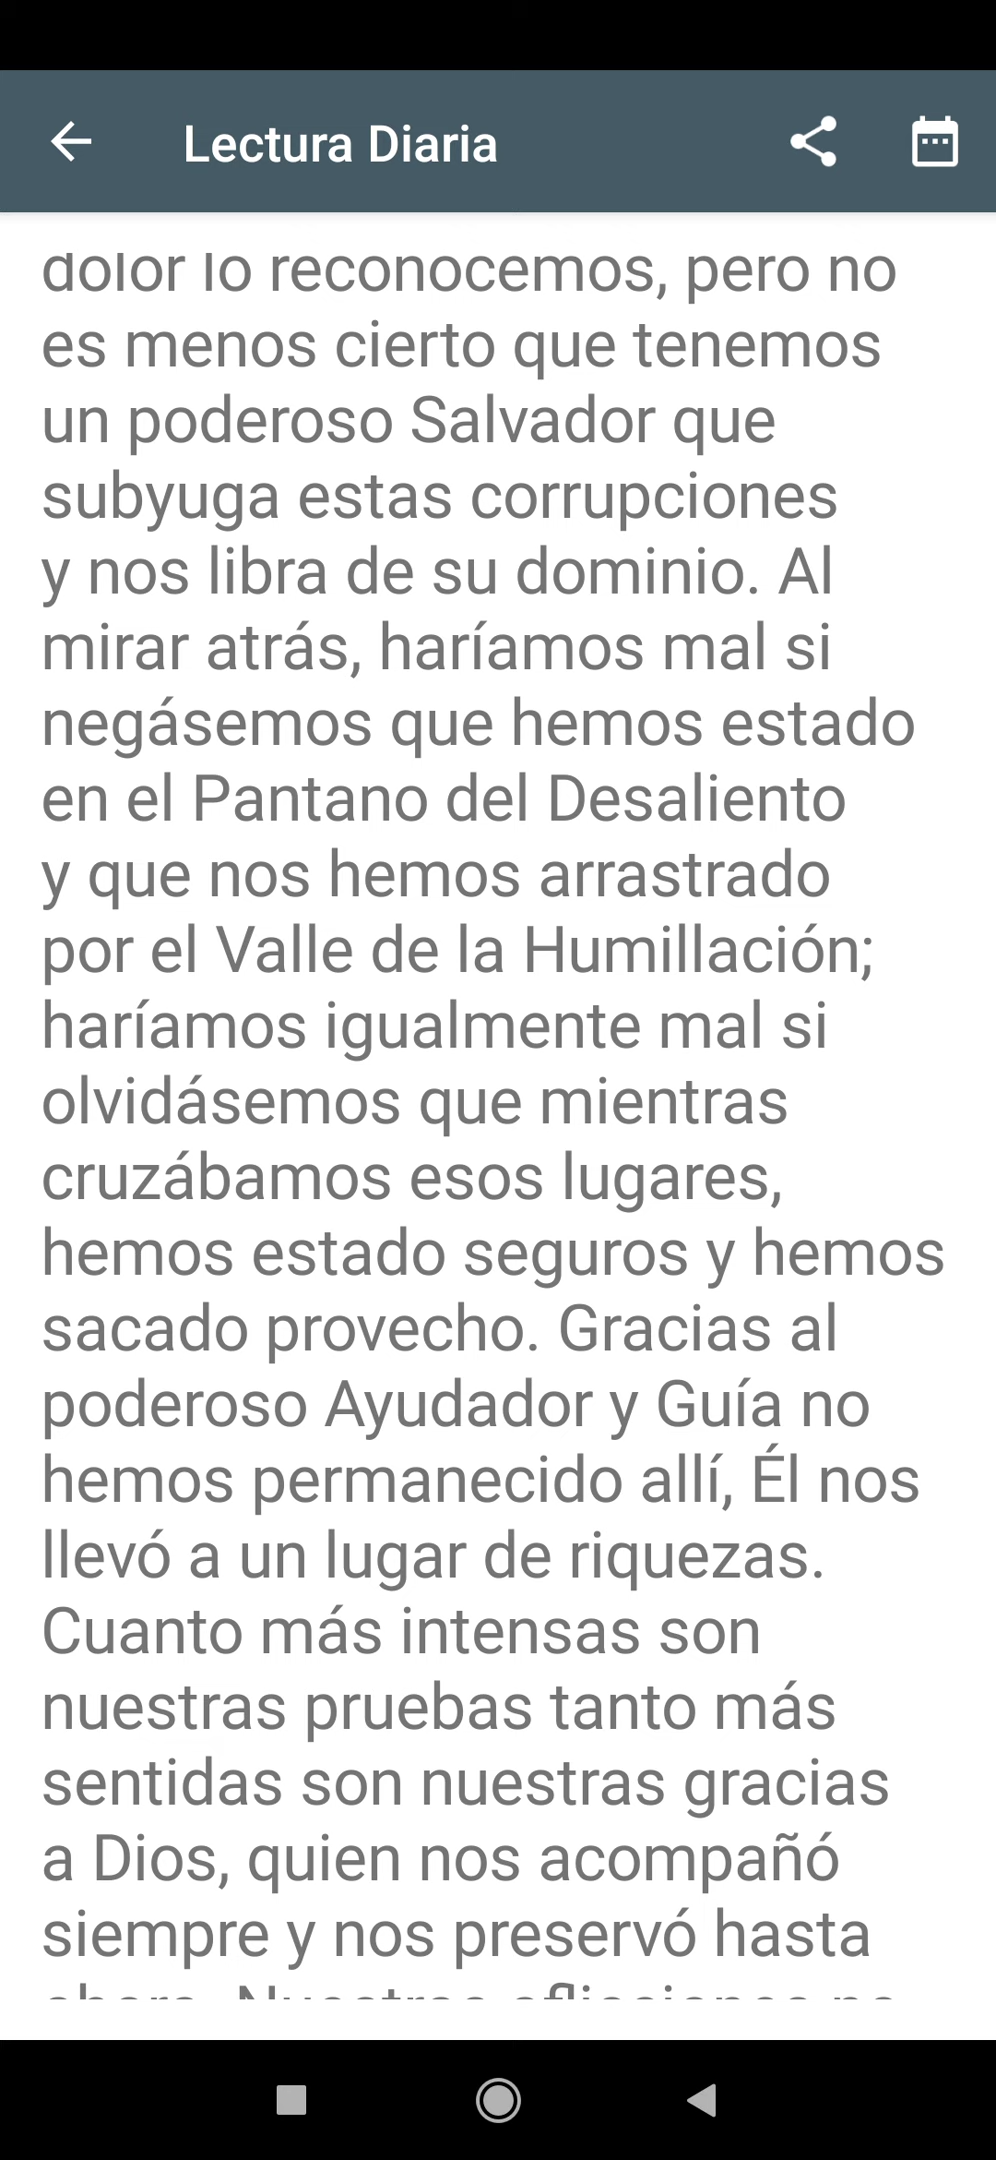 Lectura Diaria
dolor lo reconocemos, pero no
es menos cierto que tenemos
un poderoso Salvador que
subyuga estas corrupciones
y nos libra de su dominio. Al
mirar atrás, haríamos mal si
negásemos que hemos estado
en el Pantano del Desaliento
y que nos hemos arrastrado
por el Valle de la Humillación;
haríamos igualmente mal si
olvidásemos que mientras
cruzábamos esos lugares,
hemos estado seguros y hemos
sacado provecho. Gracias al
poderoso Ayudador y Guía no
hemos permanecido allí, Él nos
llevó a un lugar de riquezas.
Cuanto más intensas son
nuestras pruebas tanto más
sentidas son nuestras gracias
a Dios, quien nos acompañó
siempre y nos preservó hasta
ahora. Nuestras aflicciones no